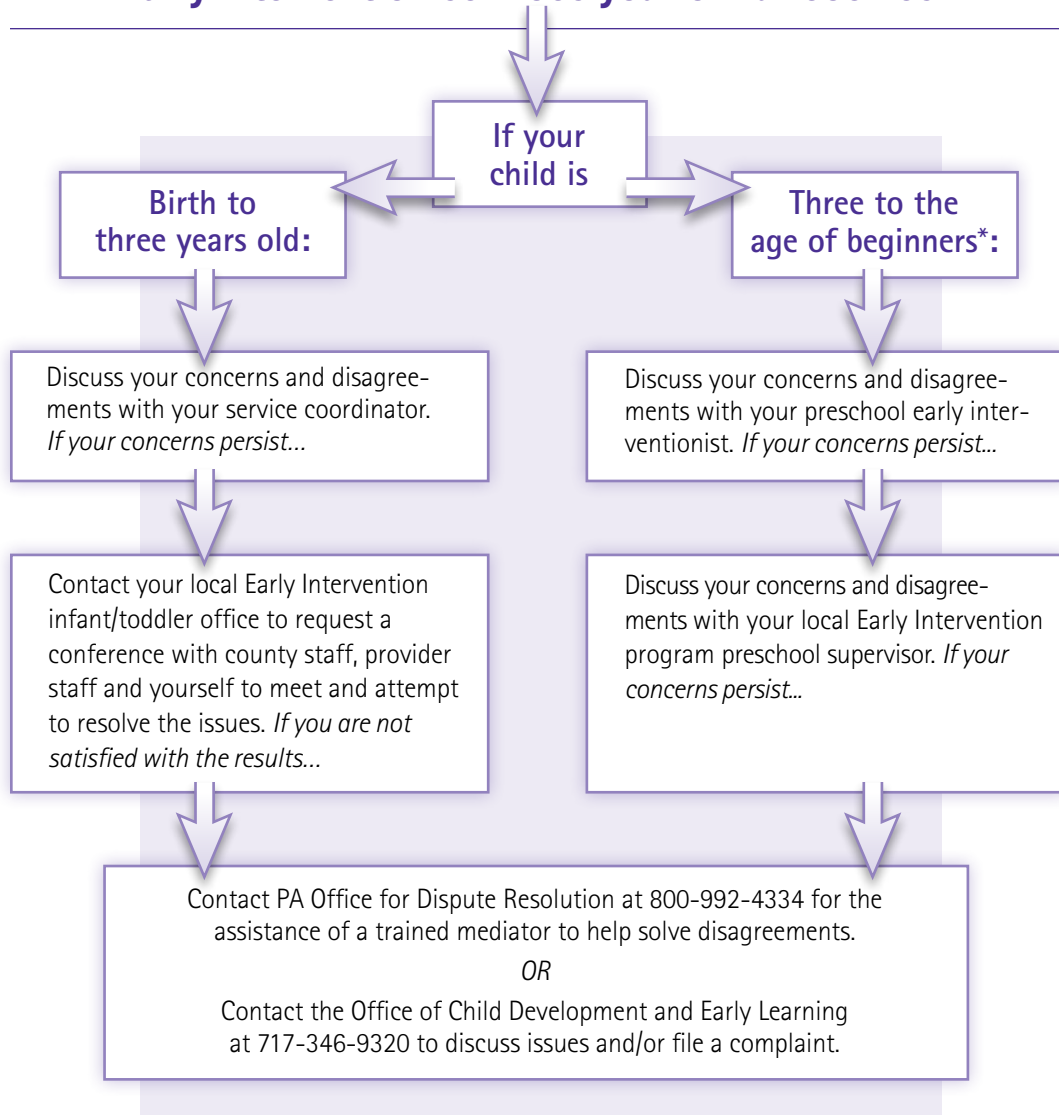 If your
child is
Birth to
three years old:
Three to the
age of beginners*:
Discuss your concerns and disagree-
ments with your service coordinator.
If your concerns persist...
Discuss your concerns and disagree-
ments with your preschool early inter-
ventionist. If your concerns persist...
Contact your local Early Intervention
infant/toddler office to request a
conference with county staff, provider
staff and yourself to meet and attempt
to resolve the issues. If you are not
satisfied with the results...
Discuss your concerns and disagree-
ments with your local Early Intervention
program preschool supervisor. If your
concerns persist...
Contact PA Office for Dispute Resolution at 800-992-4334 for the
assistance of a trained mediator to help solve disagreements.
OR
Contact the Office of Child Development and Early Learning
at 717-346-9320 to discuss issues and/or file a complaint.